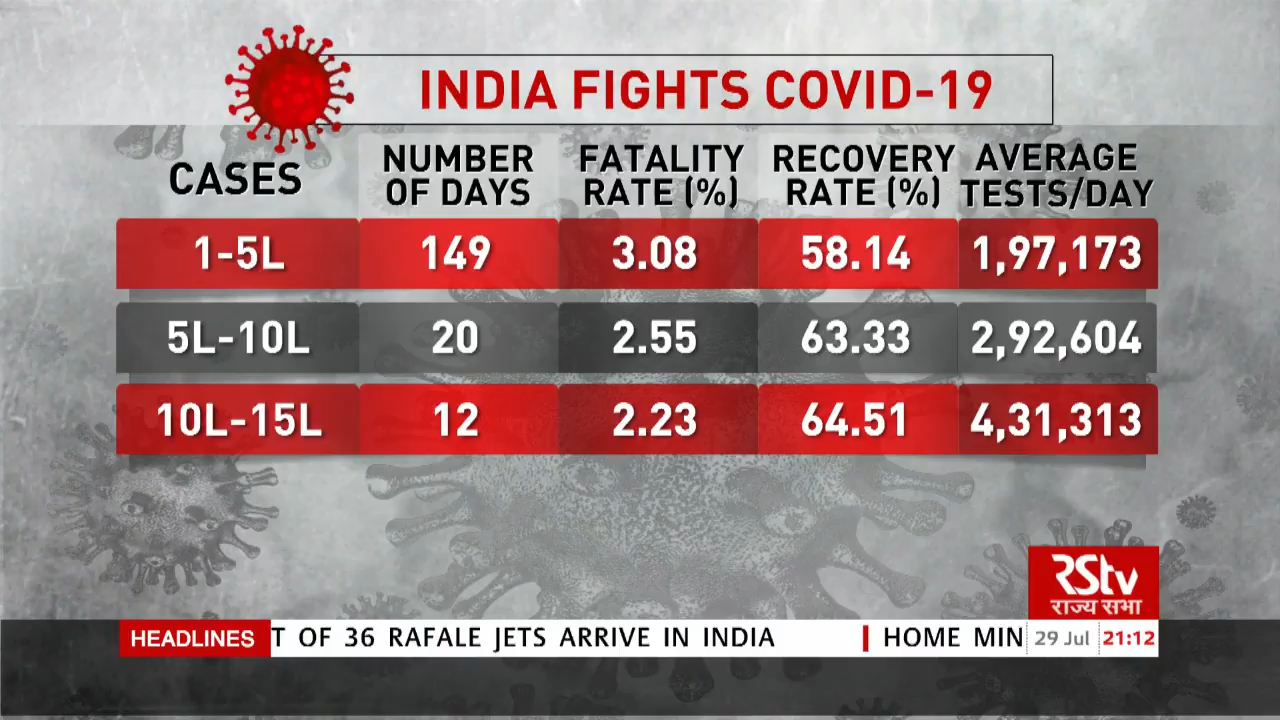 INDIA FIGHTS COVID-19
CASES NUMBER OF DAYS FATALITY RATE (%) RECOVERY RATE (%) AVERAGE TESTS/DAY
1-5L 149 3.08 58.14 1,97,173
5L-10L 20 2.55 63.33 2,92,604
10L-15L 12 2.23 64.51 4,31,313
RStv
राज्य सभा
HEADLINES T OF 36 RAFALE JETS ARRIVE IN INDIA | HOME MIN 29 Jul 21:12